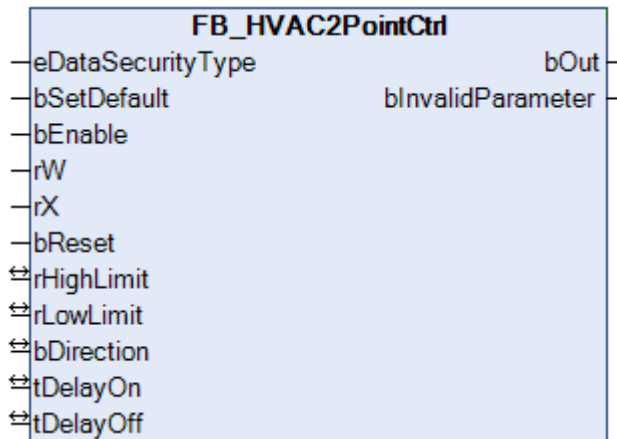 FB_HVAC2PointCtrl
eDataSecurityType bOut
bSetDefault bInvalidParameter
bEnable
rW
rX
bReset
rHighLimit
rLowLimit
bDirection
tDelayOn
tDelayOff